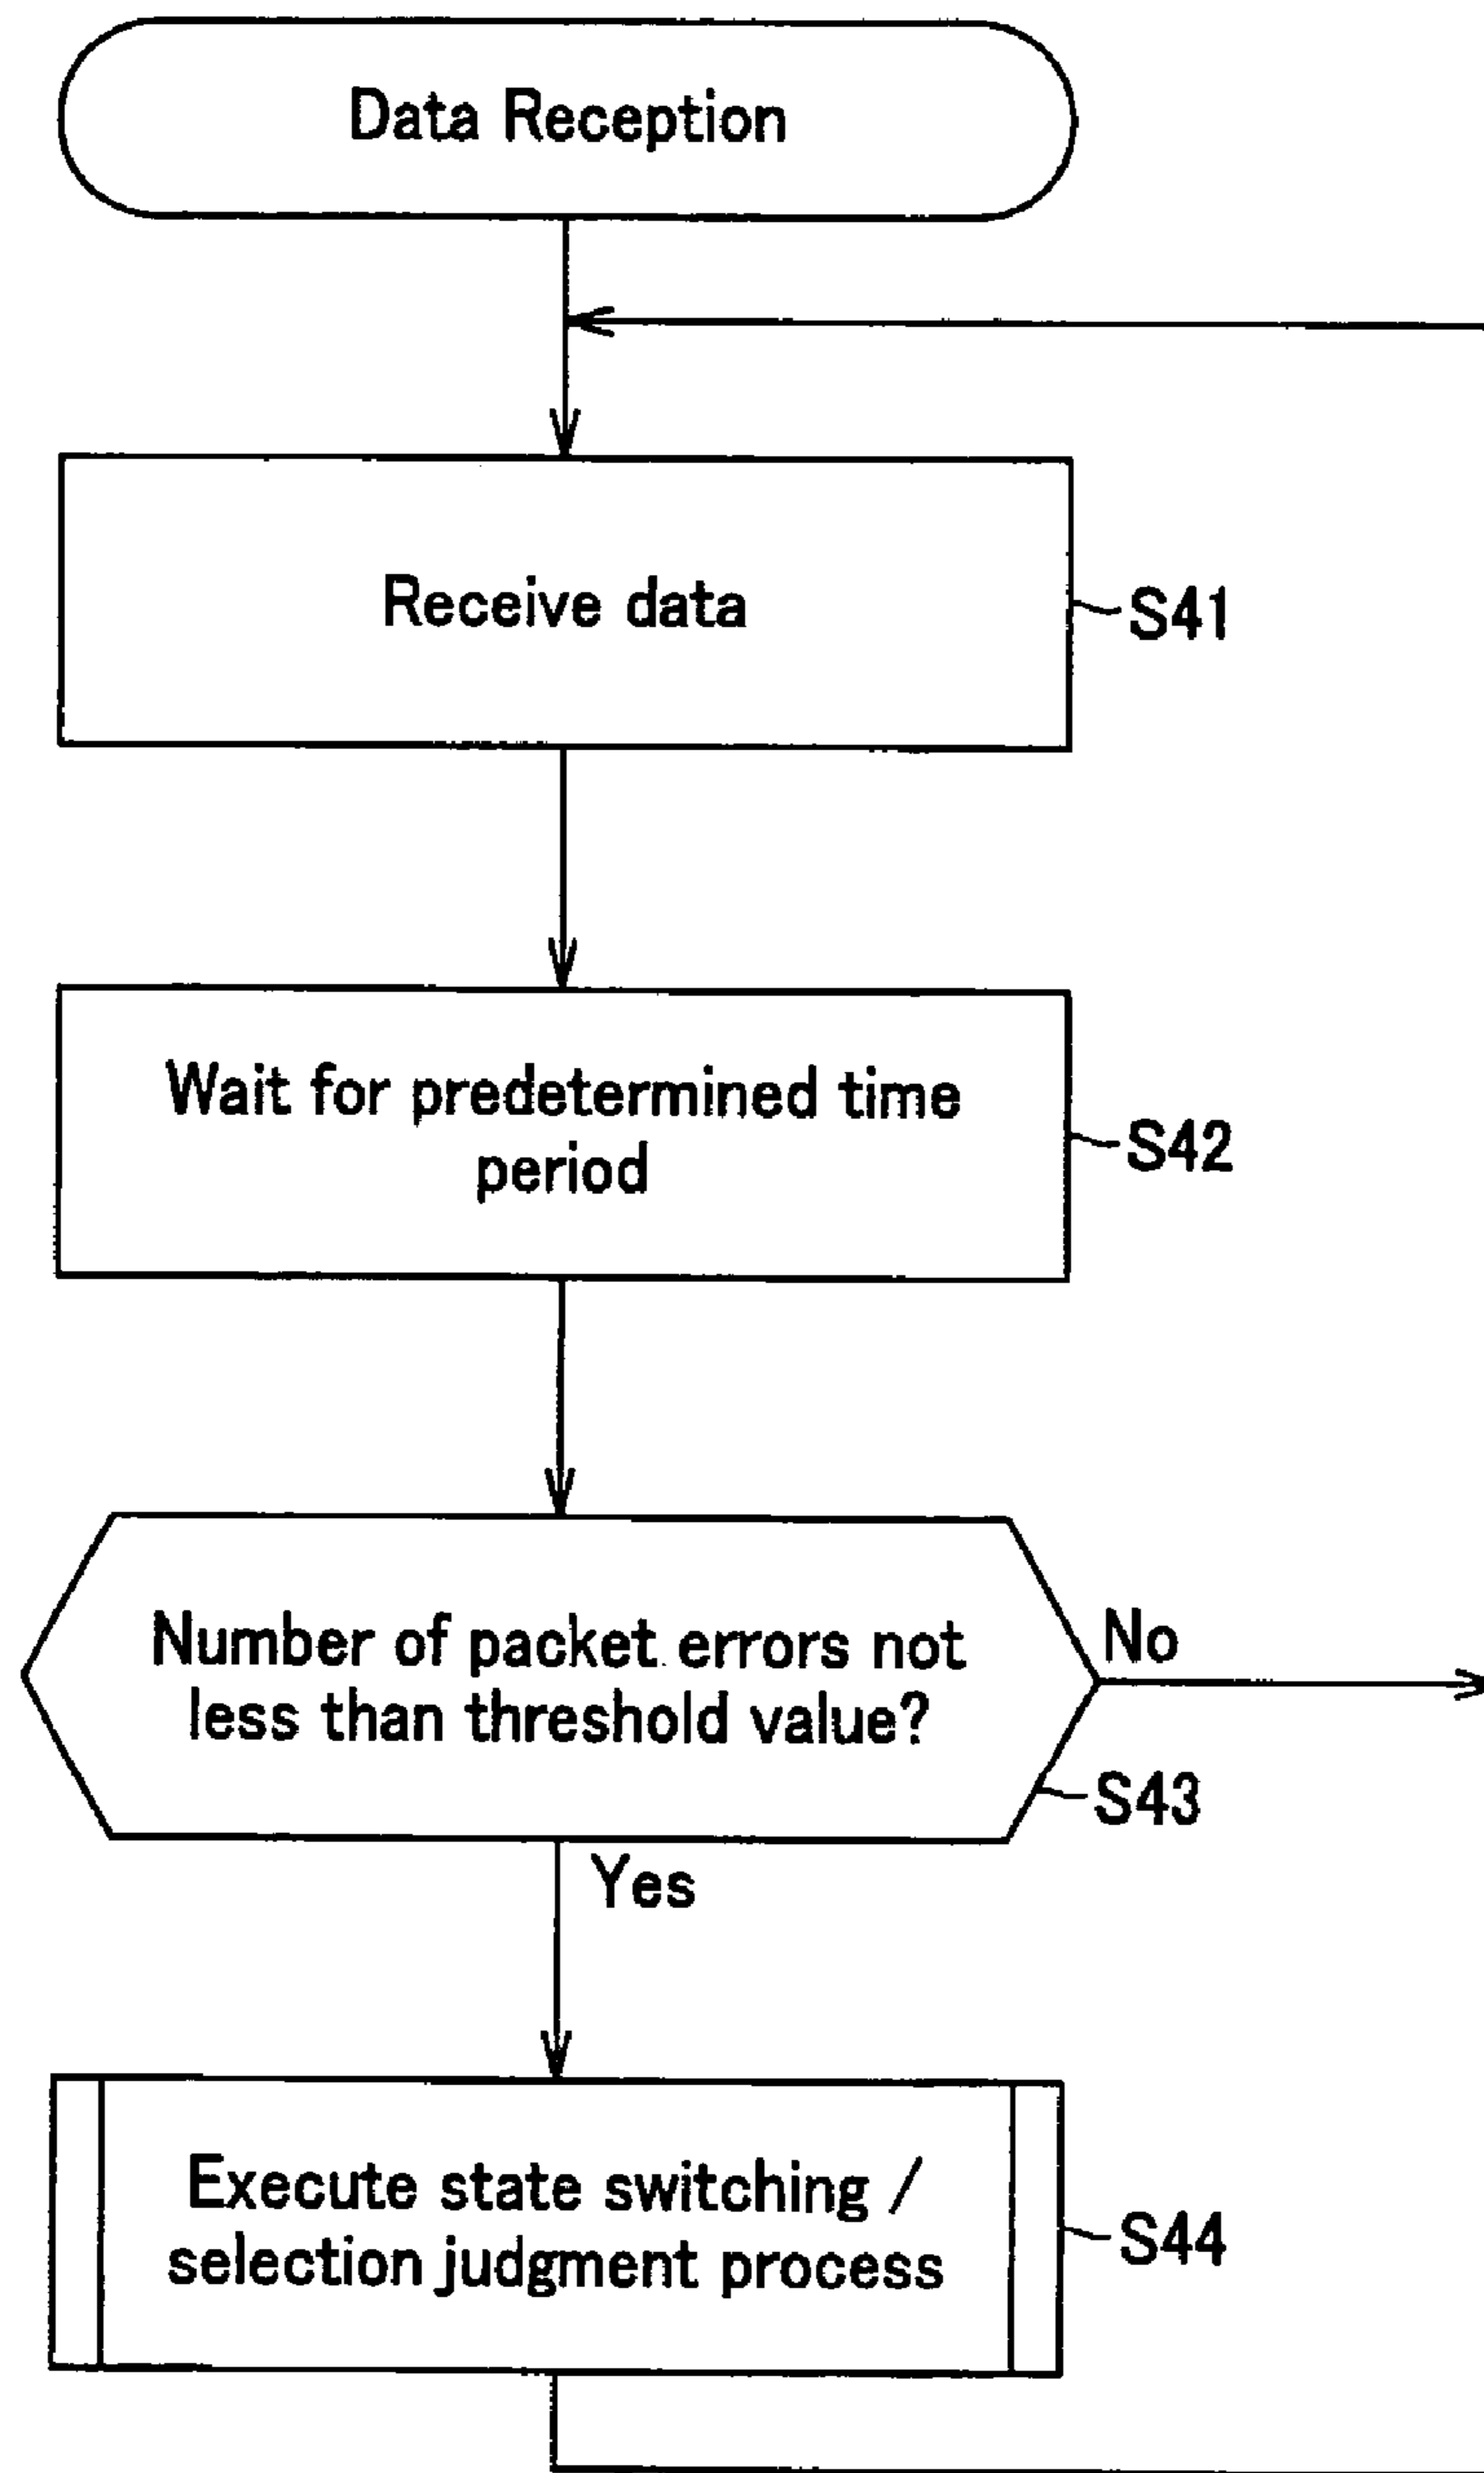 Data Reception
Receive data
S41
Wait for predetermined time
period
S42
Number of packet errors not
less than threshold value?
No
S43
Yes
Execute state switching /
selection judgment process
S44